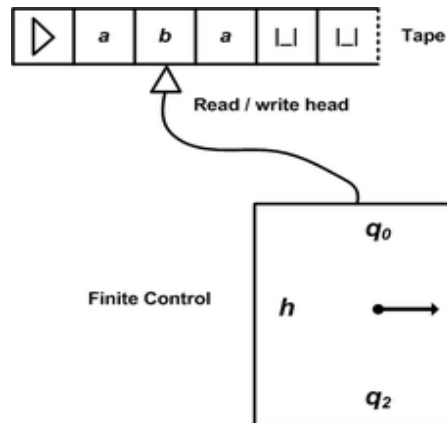 a b a |_| |_| Tape
Read / write head
q0
Finite Control
h
q2